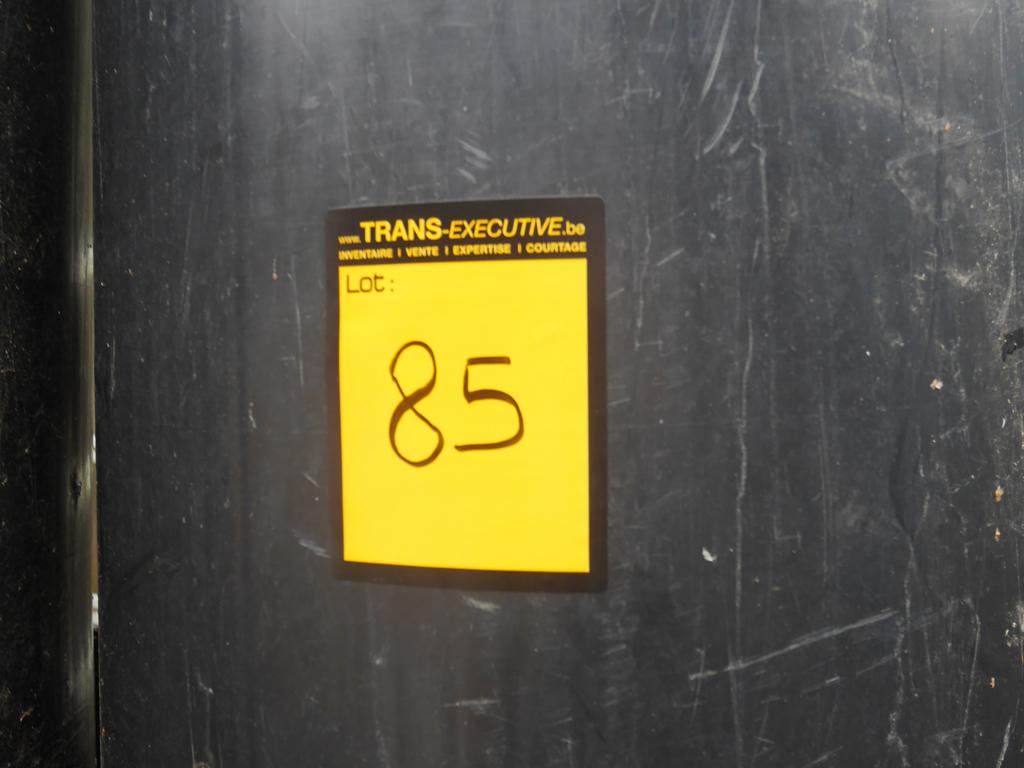 www.TRANS-EXECUTIVE.be
INVENTAIRE I VENTE I EXPERTISE I COURTAGE
Lot:
85